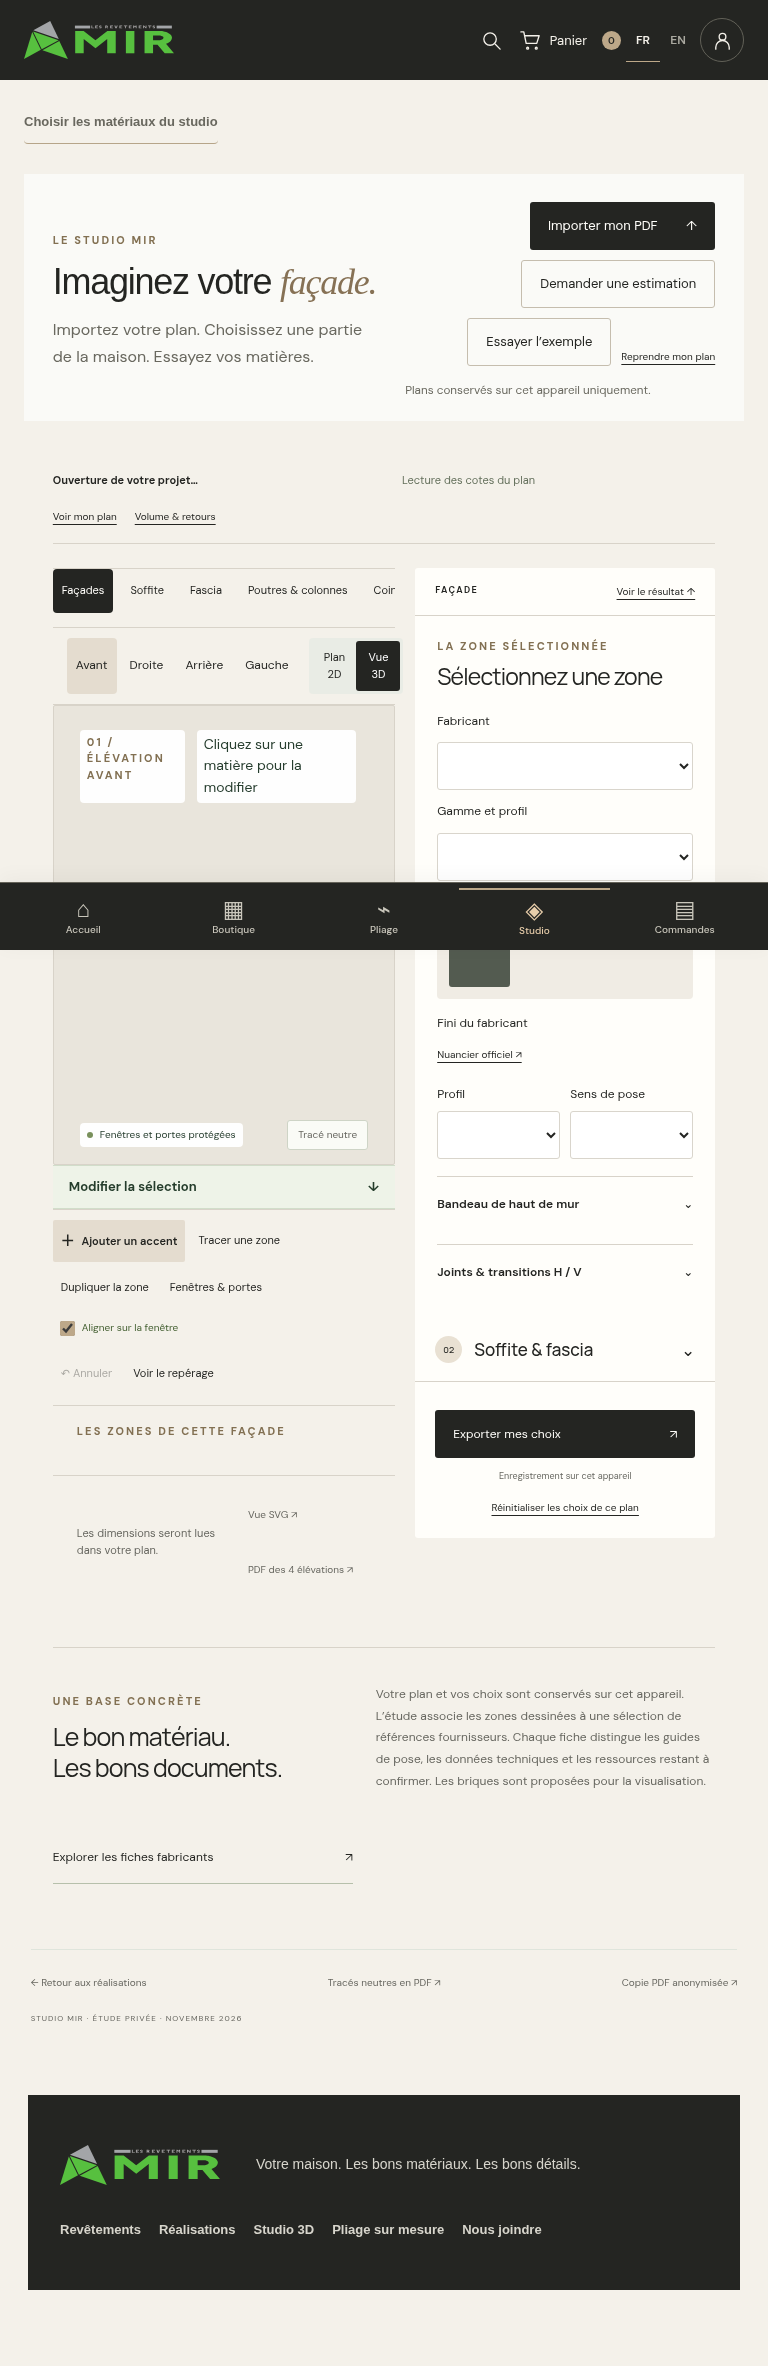 LES REVÊTEMENTS
MIR
Panier
0
FR
EN
Choisir les matériaux du studio
LE STUDIO MIR
Imaginez votre façade.
Importez votre plan. Choisissez une partie
de la maison. Essayez vos matières.
Importer mon PDF ↑
Demander une estimation
Essayer l’exemple
Reprendre mon plan
Plans conservés sur cet appareil uniquement.
Ouverture de votre projet…
Lecture des cotes du plan
Voir mon plan
Volume & retours
Façades
Soffite
Fascia
Poutres & colonnes
Avant
Droite
Arrière
Gauche
Plan
2D
Vue
3D
01 /
ÉLÉVATION
AVANT
Cliquez sur une
matière pour la
modifier
FAÇADE
Voir le résultat ↑
LA ZONE SÉLECTIONNÉE
Sélectionnez une zone
Fabricant
Gamme et profil
Accueil
Boutique
Pliage
Studio
Commandes
Fini du fabricant
Nuancier officiel ↗
Profil
Sens de pose
Bandeau de haut de mur
Joints & transitions H / V
02
Soffite & fascia
Exporter mes choix ↗
Enregistrement sur cet appareil
Réinitialiser les choix de ce plan
Fenêtres et portes protégées
Tracé neutre
Modifier la sélection ↓
+ Ajouter un accent
Tracer une zone
Dupliquer la zone
Fenêtres & portes
Aligner sur la fenêtre
↶ Annuler
Voir le repérage
LES ZONES DE CETTE FAÇADE
Les dimensions seront lues
dans votre plan.
Vue SVG ↗
PDF des 4 élévations ↗
UNE BASE CONCRÈTE
Le bon matériau.
Les bons documents.
Votre plan et vos choix sont conservés sur cet appareil.
L’étude associe les zones dessinées à une sélection de
références fournisseurs. Chaque fiche distingue les guides
de pose, les données techniques et les ressources restant à
confirmer. Les briques sont proposées pour la visualisation.
Explorer les fiches fabricants ↗
← Retour aux réalisations
Tracés neutres en PDF ↗
Copie PDF anonymisée ↗
STUDIO MIR · ÉTUDE PRIVÉE · NOVEMBRE 2026
LES REVÊTEMENTS
MIR
Votre maison. Les bons matériaux. Les bons détails.
Revêtements
Réalisations
Studio 3D
Pliage sur mesure
Nous joindre